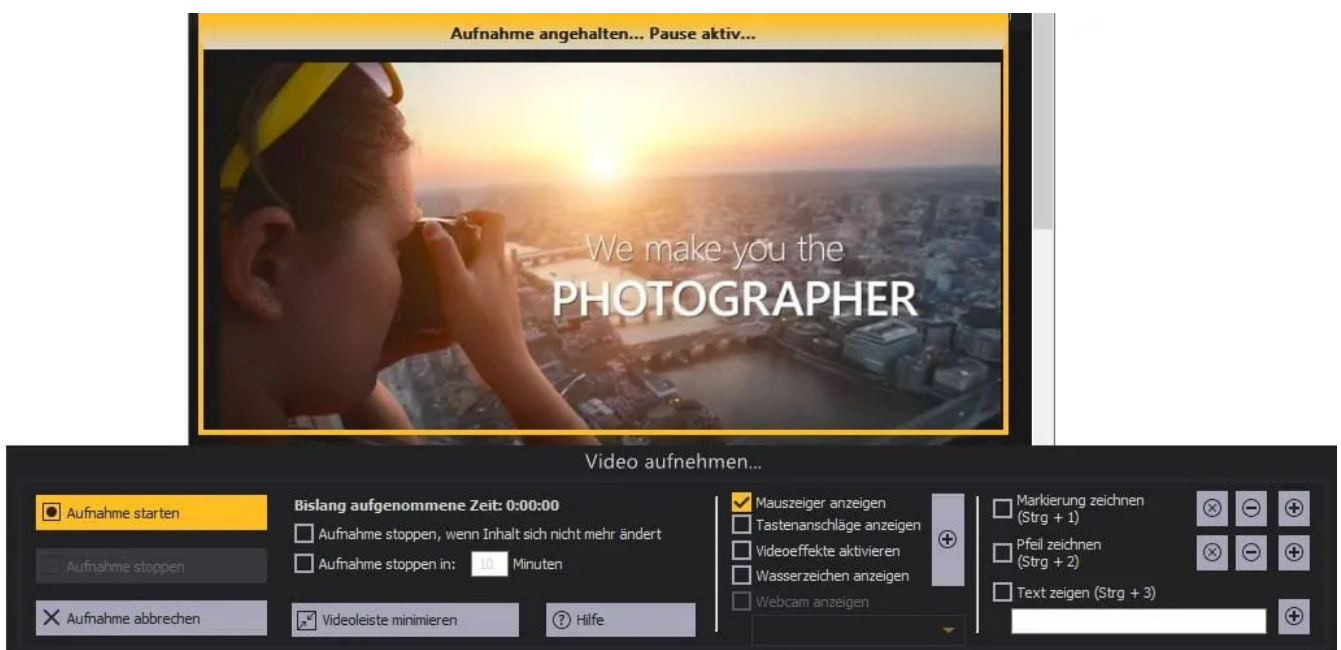 Aufnahme angehalten... Pause aktiv...
We make you the
PHOTOGRAPHER
Video aufnehmen...
Aufnahme starten
Aufnahme stoppen
Aufnahme abbrechen
Bislang aufgenommene Zeit: 0:00:00
Aufnahme stoppen, wenn Inhalt sich nicht mehr ändert
Aufnahme stoppen in: 10 Minuten
Videoleiste minimieren
Hilfe
Mauszeiger anzeigen
Tastenanschläge anzeigen
Videoeffekte aktivieren
Wasserzeichen anzeigen
Webcam anzeigen
Markierung zeichnen
(Strg + 1)
Pfeil zeichnen
(Strg + 2)
Text zeigen (Strg + 3)